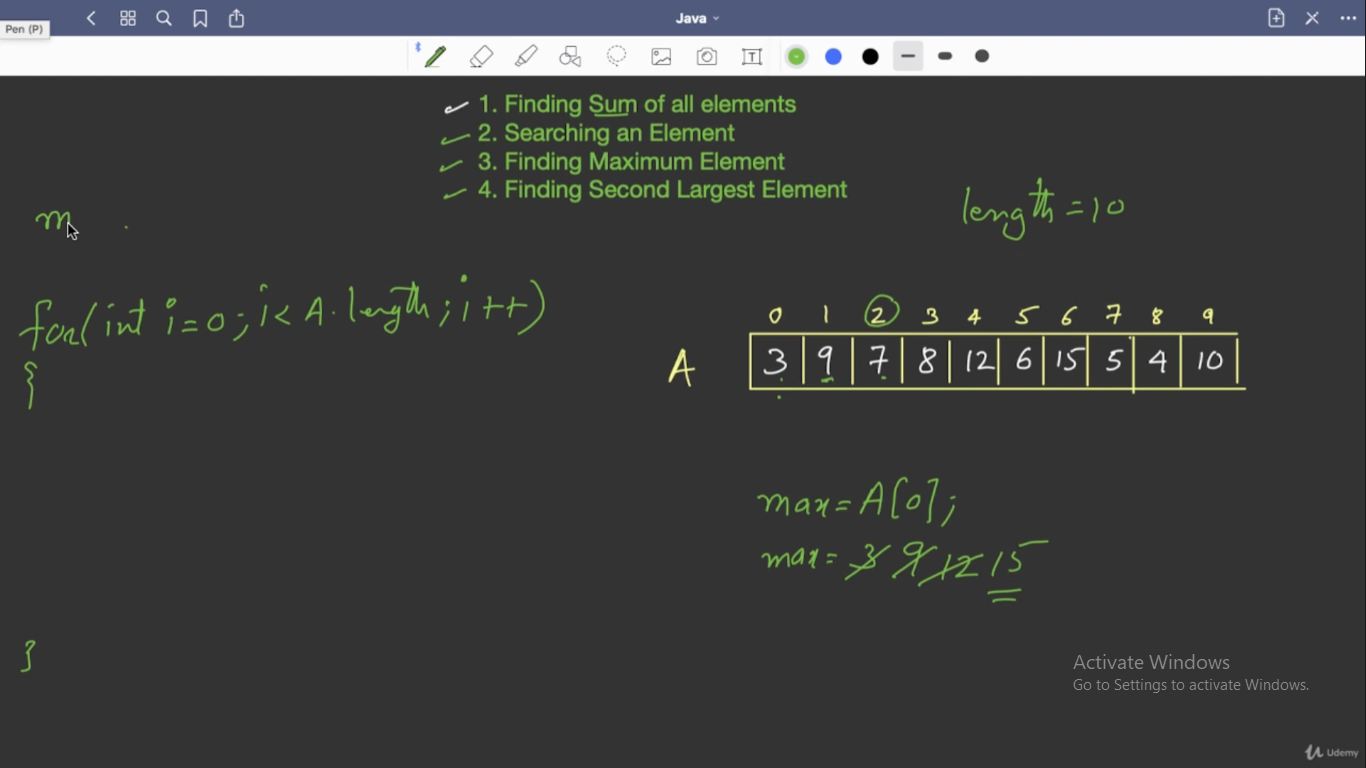 Java
Pen (P)
T
1. Finding Sum of all elements
2. Searching an Element
3. Finding Maximum Element
4. Finding Second Largest Element
length = 10
m
for(int i=0; i< A.length; i++)
{
0 1 2 3 4 5 6 7 8 9
A 3 9 7 8 12 6 15 5 4 10
max = A[0];
max = 3 9 12 15
}
Activate Windows
Go to Settings to activate Windows.
Udemy